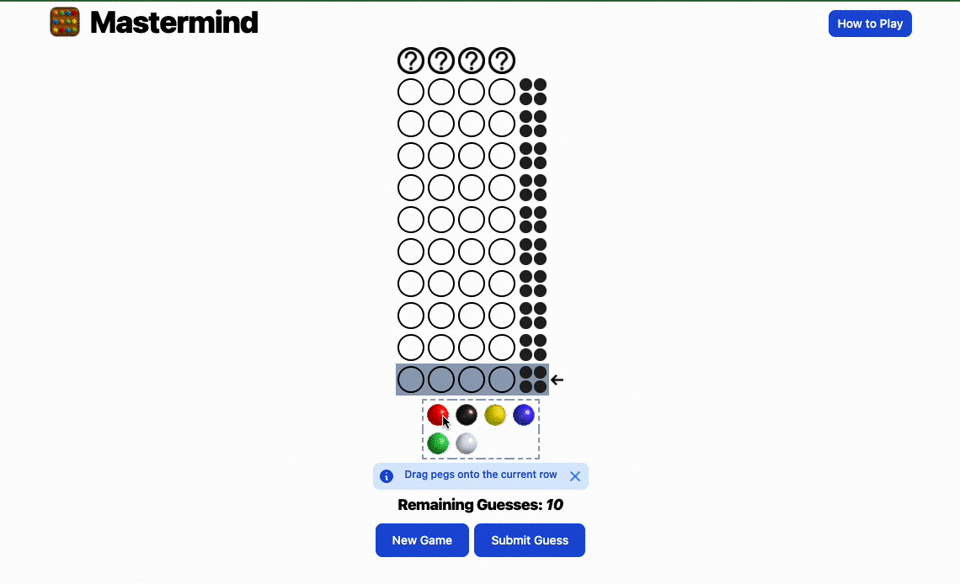 Mastermind
How to Play
? ? ? ?
Drag pegs onto the current row
Remaining Guesses: 10
New Game
Submit Guess